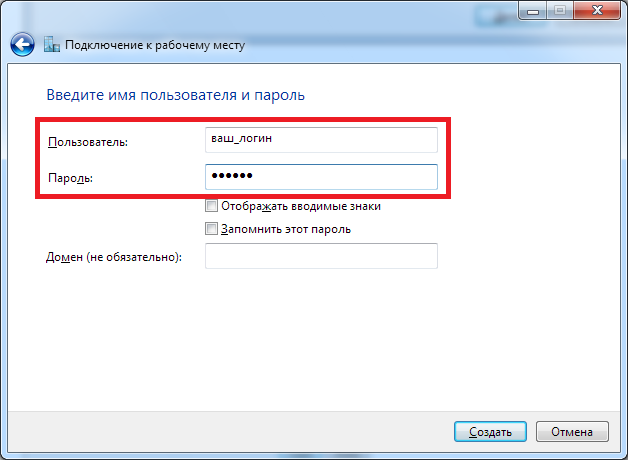 Подключение к рабочему месту
Введите имя пользователя и пароль
Пользователь:
ваш_логин
Пароль:
●●●●●●
Отображать вводимые знаки
Запомнить этот пароль
Домен (не обязательно):
Создать
Отмена